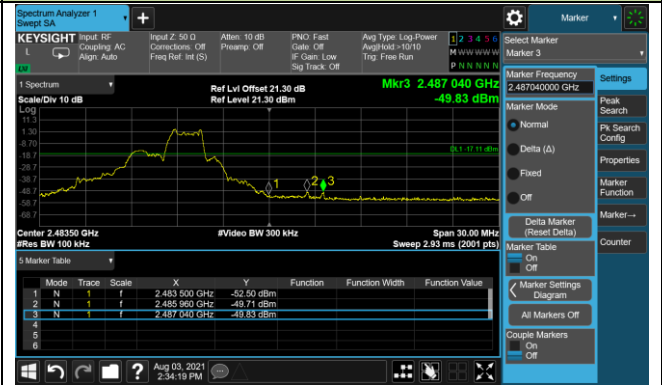 Spectrum Analyzer 1
Swept SA
+
Marker
KEYSIGHT
Input: RF
Coupling: AC
Align: Auto
Input Z: 50 Ω
Corrections: Off
Freq Ref: Int (S)
Atten: 10 dB
Preamp: Off
PNO: Fast
Gate: Off
IF Gain: Low
Sig Track: Off
Avg Type: Log-Power
Avg|Hold:>10/10
Trig: Free Run
1 2 3 4 5 6
M W W W W W
P N N N N N
L
Select Marker
Marker 3
1 Spectrum
Scale/Div 10 dB
Log
Ref Lvl Offset 21.30 dB
Ref Level 21.30 dBm
Mkr3 2.487 040 GHz
-49.83 dBm
11.3
1.30
-8.70
-18.7
-28.7
-38.7
-48.7
-58.7
-68.7
DL1 -17.11 dBm
1
2
3
Center 2.48350 GHz
#Res BW 100 kHz
#Video BW 300 kHz
Span 30.00 MHz
Sweep 2.93 ms (2001 pts)
5 Marker Table
Mode Trace Scale X Y Function Function Width Function Value
1 N 1 f 2.483 500 GHz -52.50 dBm
2 N 1 f 2.485 960 GHz -49.71 dBm
3 N 1 f 2.487 040 GHz -49.83 dBm
4
5
6
Marker Frequency
2.487040000 GHz
Marker Mode
Normal
Delta (Δ)
Fixed
Off
Delta Marker
(Reset Delta)
Marker Table
On
Off
Marker Settings
Diagram
All Markers Off
Couple Markers
On
Off
Settings
Peak
Search
Pk Search
Config
Properties
Marker
Function
Marker→
Counter
?
Aug 03, 2021
2:34:19 PM